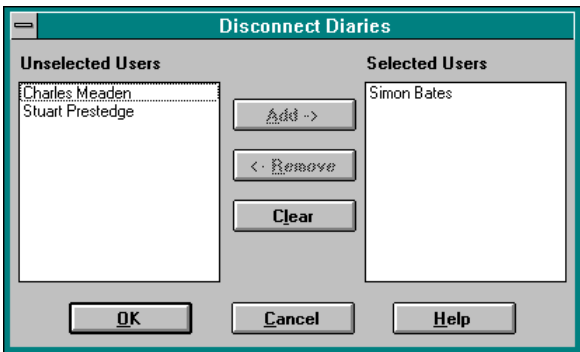 Disconnect Diaries
Unselected Users
Selected Users
Charles Meaden
Stuart Prestedge
Simon Bates
Add ->
<- Remove
Clear
OK
Cancel
Help